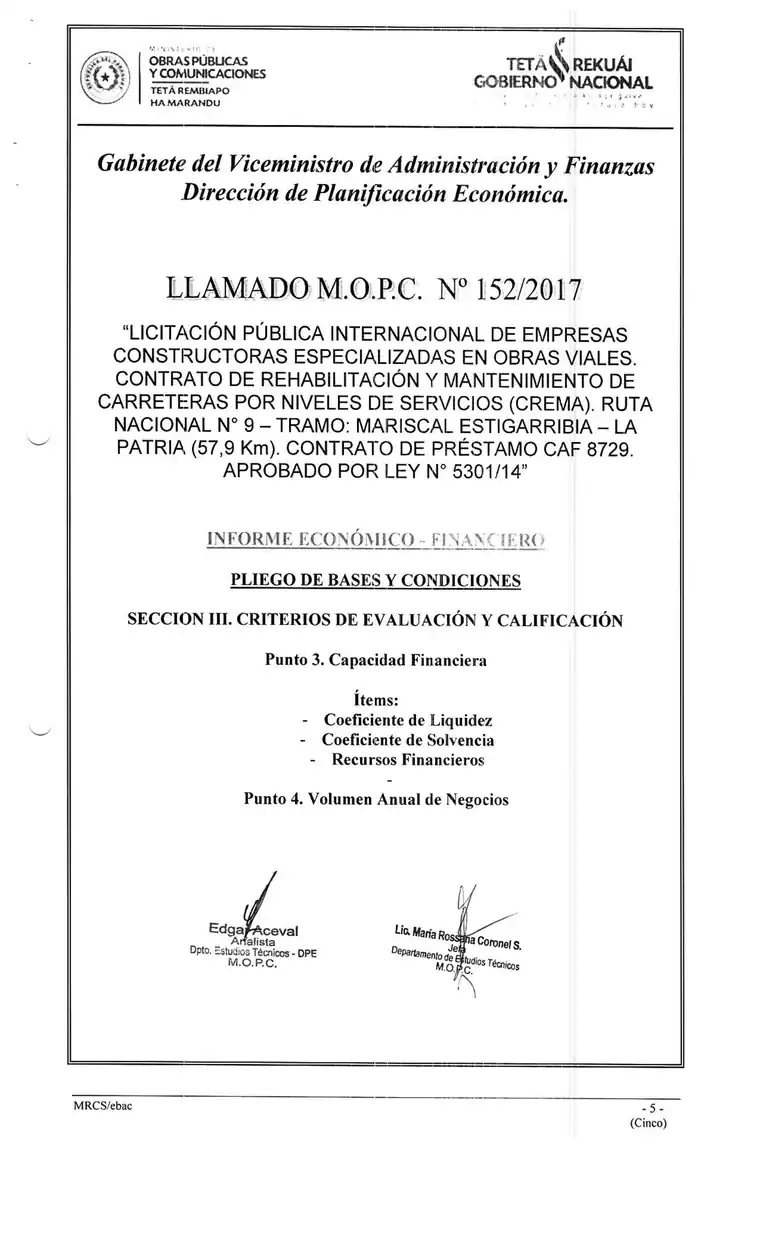 MINISTERIO DE
OBRAS PÚBLICAS
Y COMUNICACIONES
TETÃ REMBIAPO
HA MARANDU
TETÃ REKUÁI
GOBIERNO NACIONAL
Gabinete del Viceministro de Administración y Finanzas
Dirección de Planificación Económica.
LLAMADO M.O.P.C. Nº 152/2017
“LICITACIÓN PÚBLICA INTERNACIONAL DE EMPRESAS
CONSTRUCTORAS ESPECIALIZADAS EN OBRAS VIALES.
CONTRATO DE REHABILITACIÓN Y MANTENIMIENTO DE
CARRETERAS POR NIVELES DE SERVICIOS (CREMA). RUTA
NACIONAL N° 9 – TRAMO: MARISCAL ESTIGARRIBIA – LA
PATRIA (57,9 Km). CONTRATO DE PRÉSTAMO CAF 8729.
APROBADO POR LEY N° 5301/14”
INFORME ECONÓMICO - FINANCIERO
PLIEGO DE BASES Y CONDICIONES
SECCION III. CRITERIOS DE EVALUACIÓN Y CALIFICACIÓN
Punto 3. Capacidad Financiera
Ítems:
- Coeficiente de Liquidez
- Coeficiente de Solvencia
- Recursos Financieros
-
Punto 4. Volumen Anual de Negocios
Edgar Aceval
Analista
Dpto. Estudios Técnicos - DPE
M.O.P.C.
Lic. María Rossana Coronel S.
Jefa
Departamento de Estudios Técnicos
M.O.P.C.
MRCS/ebac
- 5 -
(Cinco)